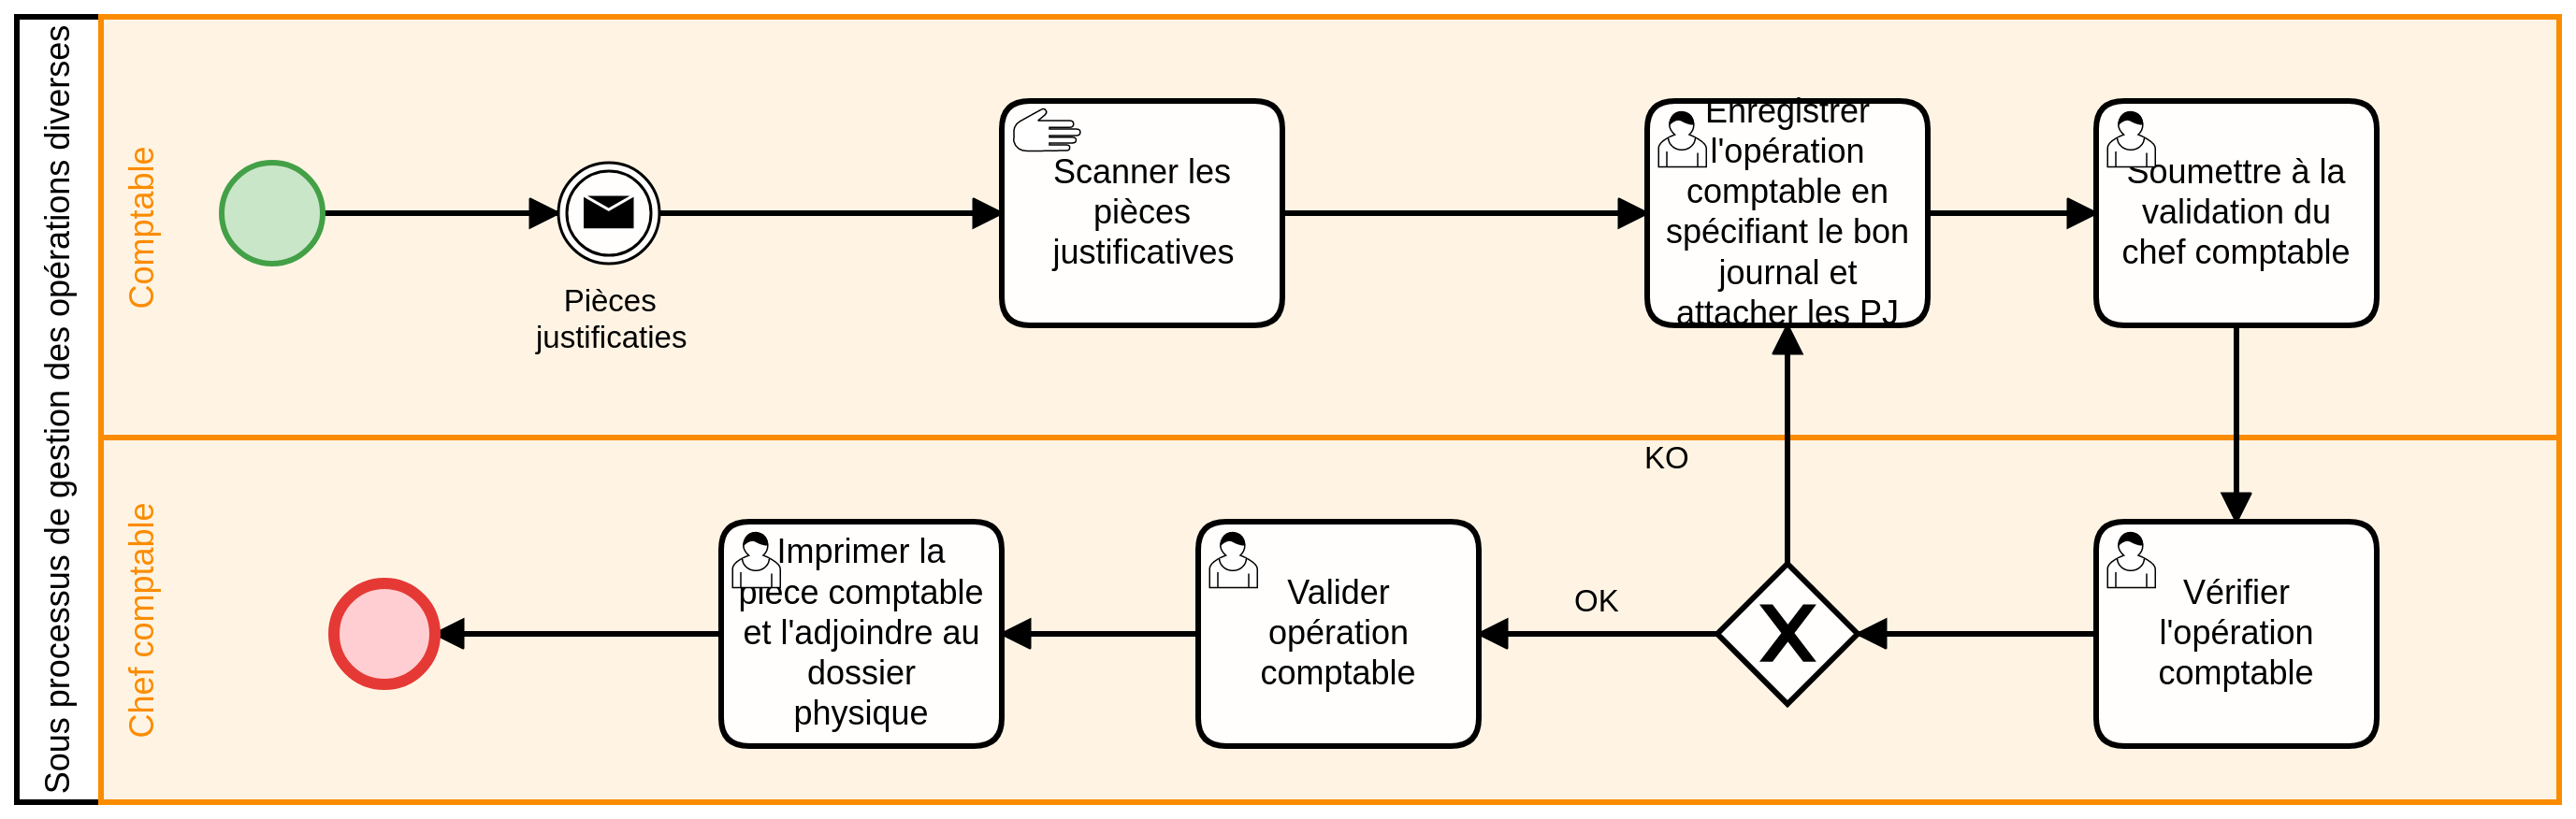 Sous processus de gestion des opérations diverses
Comptable
Pièces
justificaties
Scanner les
pièces
justificatives
Enregistrer
l'opération
comptable en
spécifiant le bon
journal et
attacher les PJ
Soumettre à la
validation du
chef comptable
Chef comptable
Imprimer la
pièce comptable
et l'adjoindre au
dossier
physique
Valider
opération
comptable
OK
KO
Vérifier
l'opération
comptable